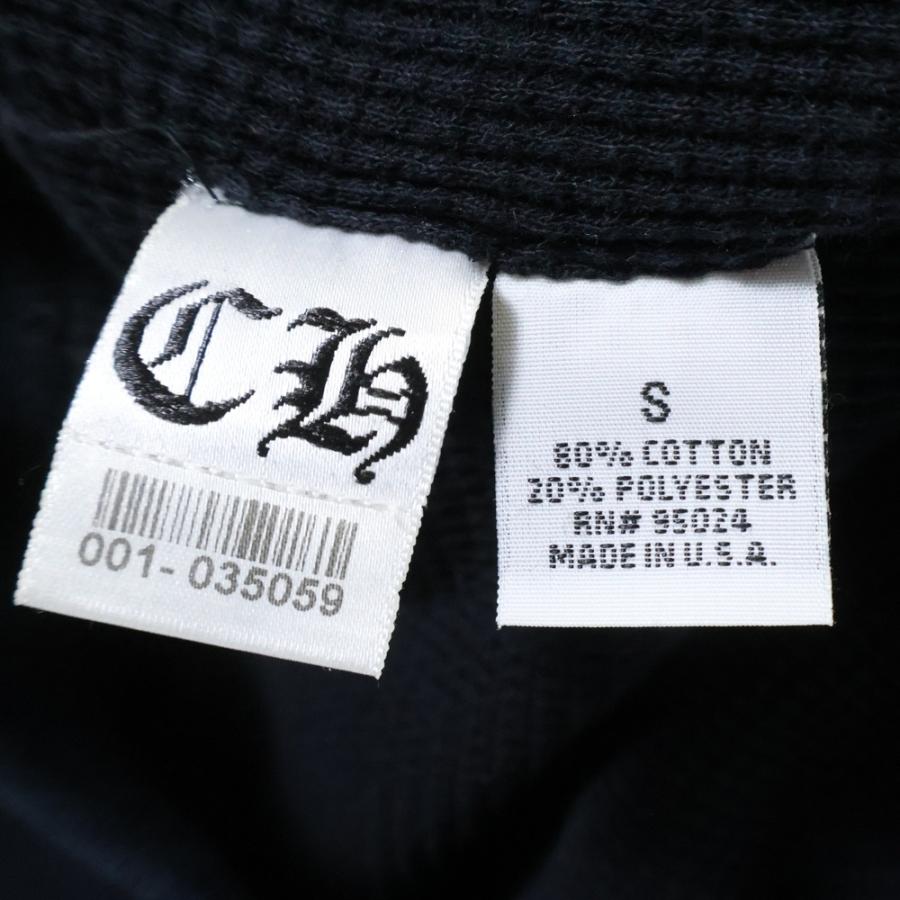 CH
001-035059
S
80% COTTON
20% POLYESTER
RN# 95024
MADE IN U.S.A.